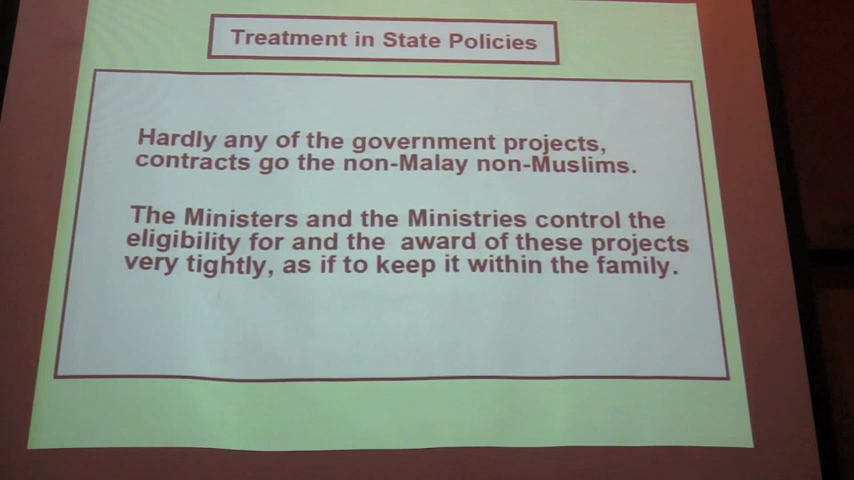 Treatment in State Policies
Hardly any of the government projects,
contracts go the non-Malay non-Muslims.
The Ministers and the Ministries control the
eligibility for and the award of these projects
very tightly, as if to keep it within the family.